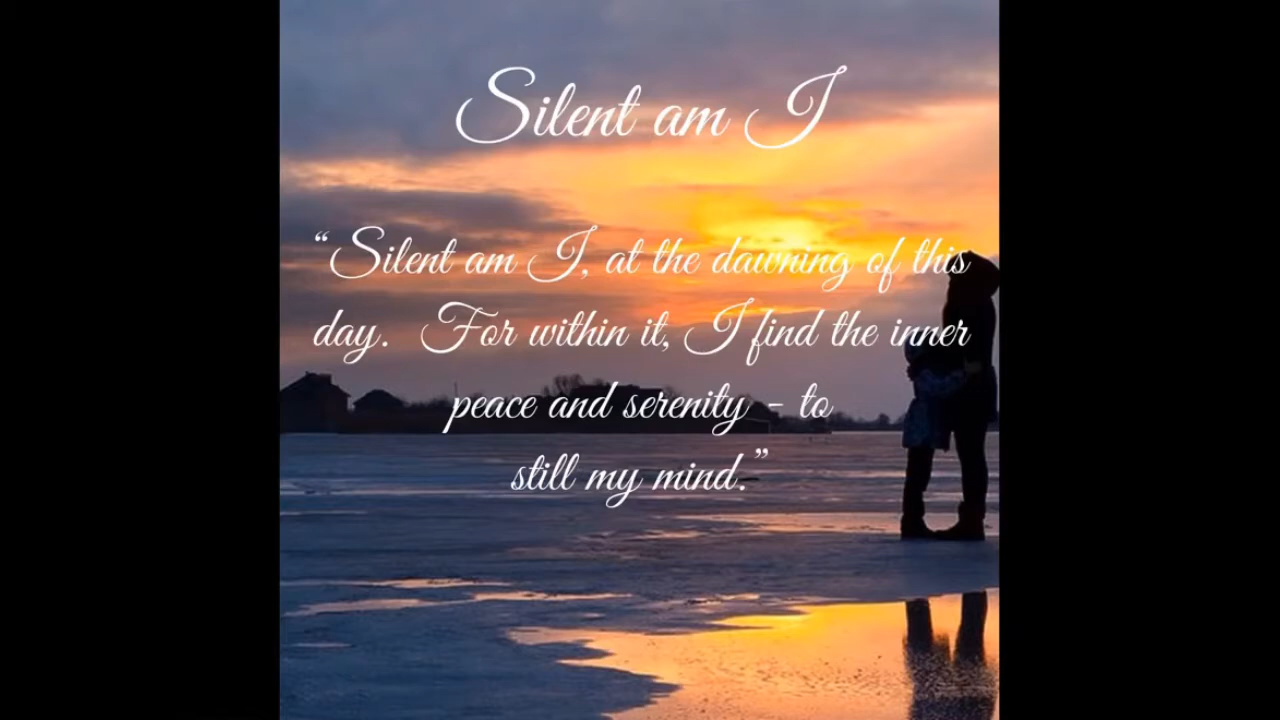 Silent am I
“Silent am I, at the dawning of this
day.  For within it, I find the inner
peace and serenity - to
still my mind.”